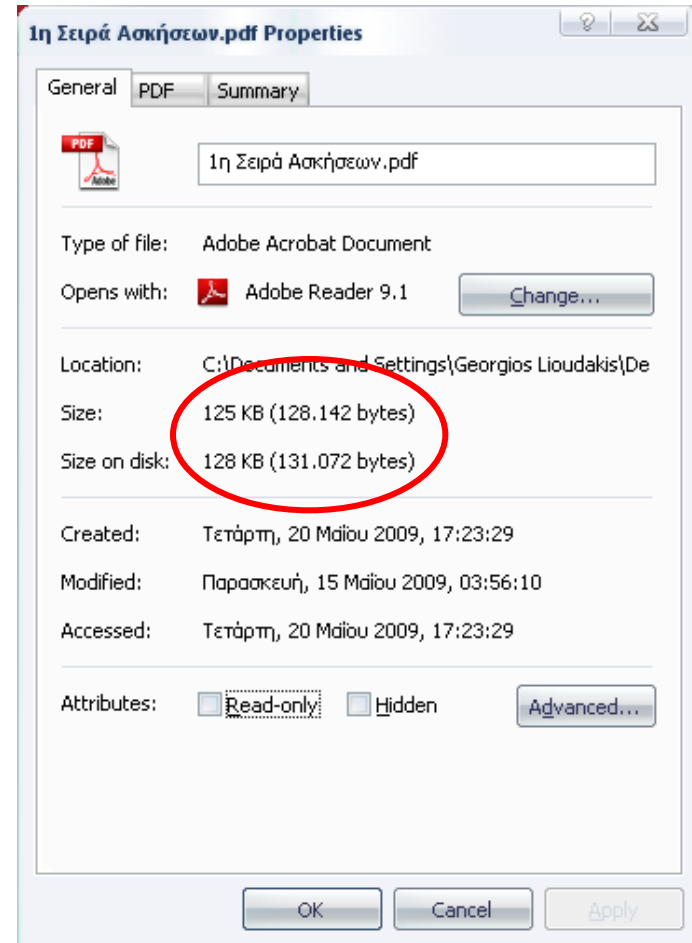 1η Σειρά Ασκήσεων.pdf Properties
General PDF Summary
PDF
Adobe
1η Σειρά Ασκήσεων.pdf
Type of file: Adobe Acrobat Document
Opens with: Adobe Reader 9.1 Change...
Location: C:\Documents and Settings\Georgios Lioudakis\De
Size: 125 KB (128.142 bytes)
Size on disk: 128 KB (131.072 bytes)
Created: Τετάρτη, 20 Μαΐου 2009, 17:23:29
Modified: Παρασκευή, 15 Μαΐου 2009, 03:56:10
Accessed: Τετάρτη, 20 Μαΐου 2009, 17:23:29
Attributes: Read-only Hidden Advanced...
OK Cancel Apply